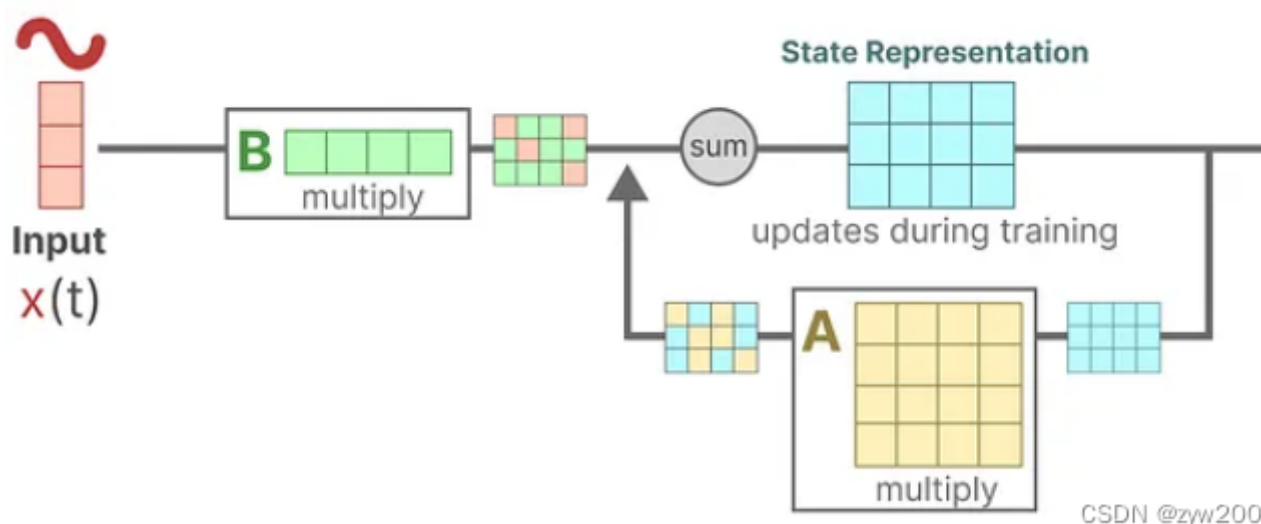 State Representation
B
multiply
sum
Input
x(t)
updates during training
A
multiply
CSDN @zyw200